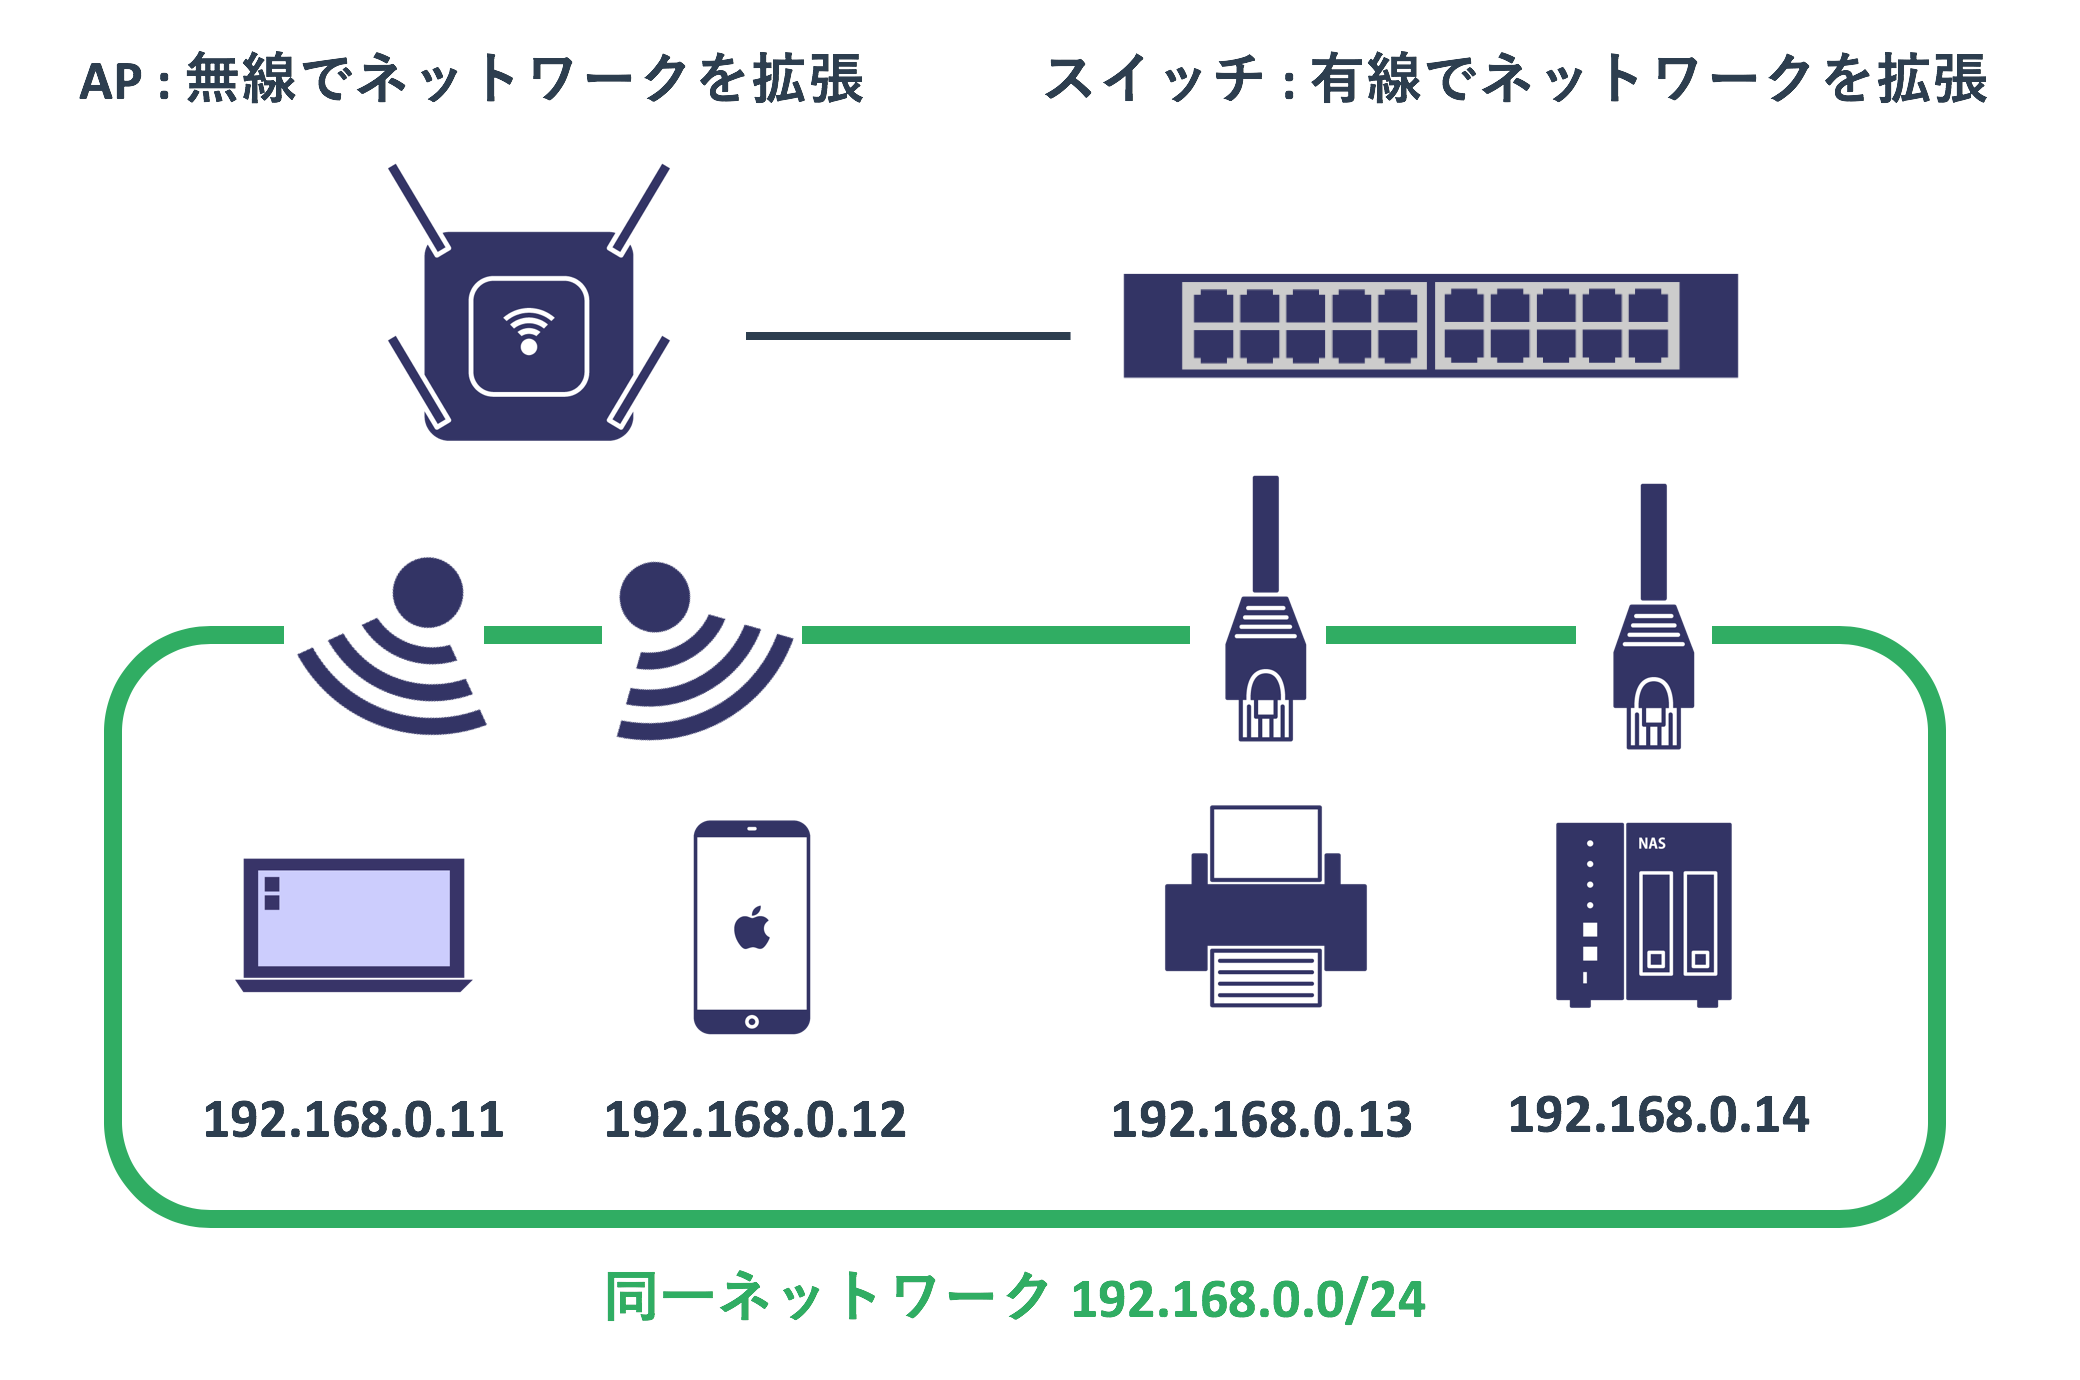 AP : 無線でネットワークを拡張
スイッチ : 有線でネットワークを拡張
NAS
192.168.0.11
192.168.0.12
192.168.0.13
192.168.0.14
同一ネットワーク 192.168.0.0/24